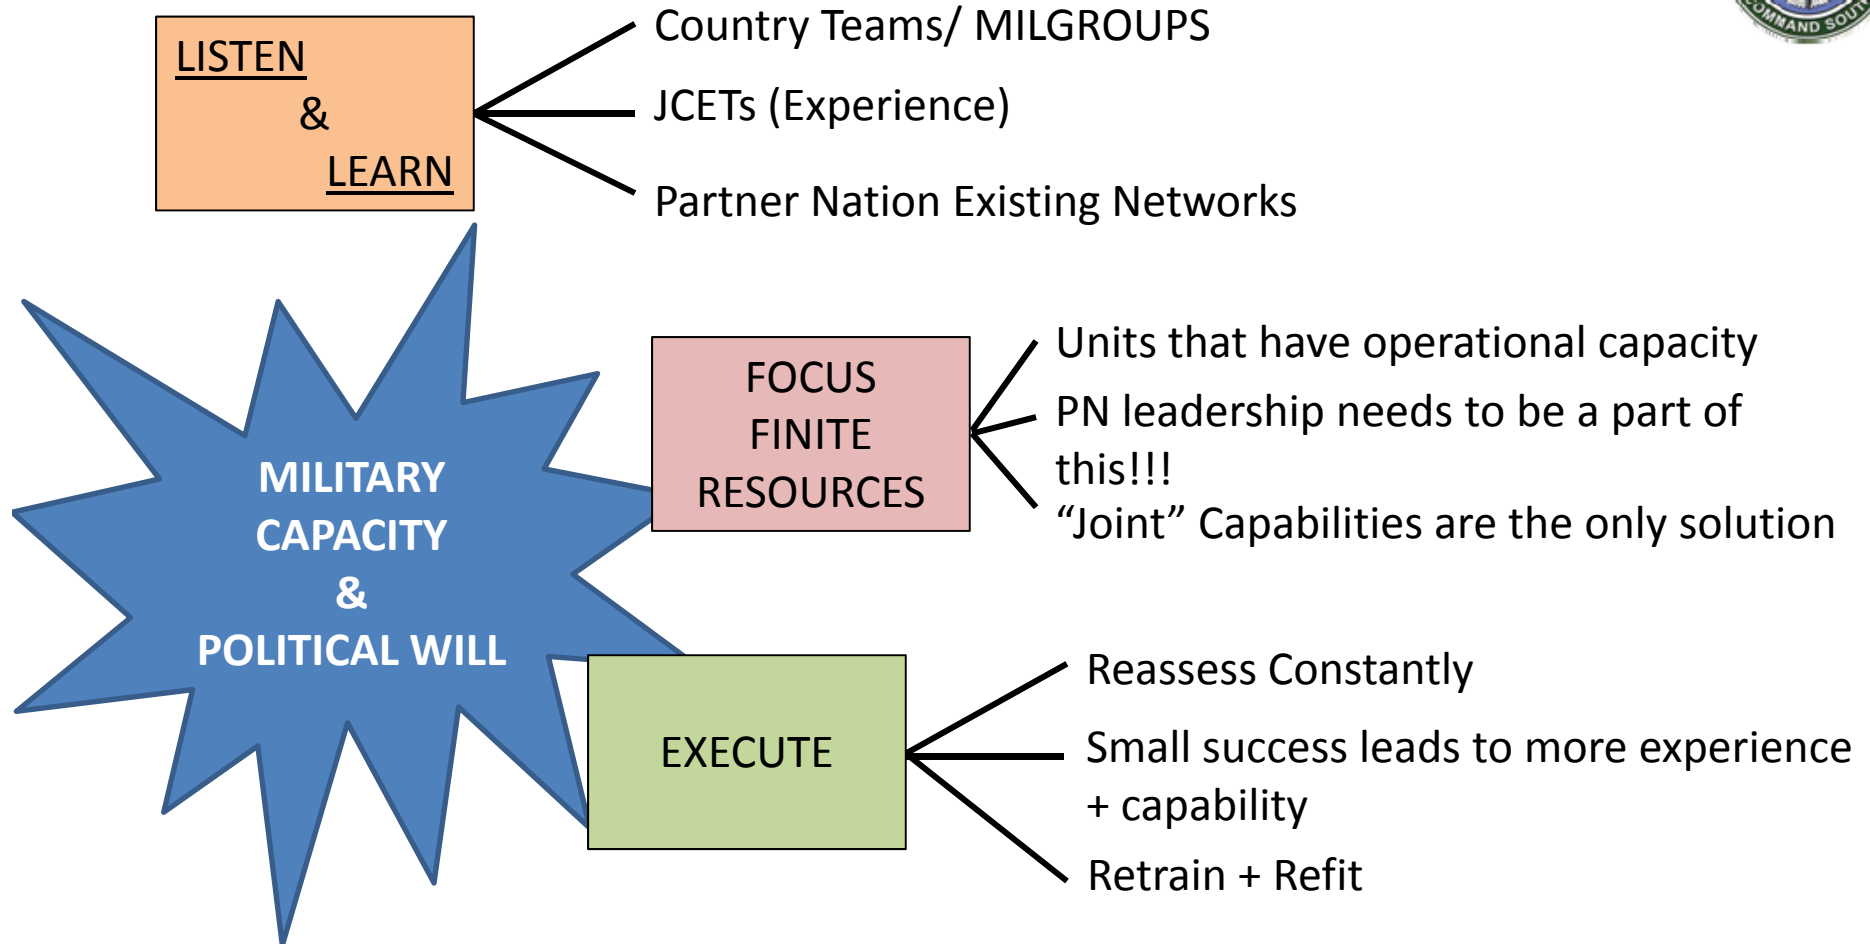 COMMAND SOUTH
LISTEN
&
LEARN
Country Teams/ MILGROUPS
JCETs (Experience)
Partner Nation Existing Networks
MILITARY
CAPACITY
&
POLITICAL WILL
FOCUS
FINITE
RESOURCES
Units that have operational capacity
PN leadership needs to be a part of
this!!!
“Joint” Capabilities are the only solution
EXECUTE
Reassess Constantly
Small success leads to more experience
+ capability
Retrain + Refit